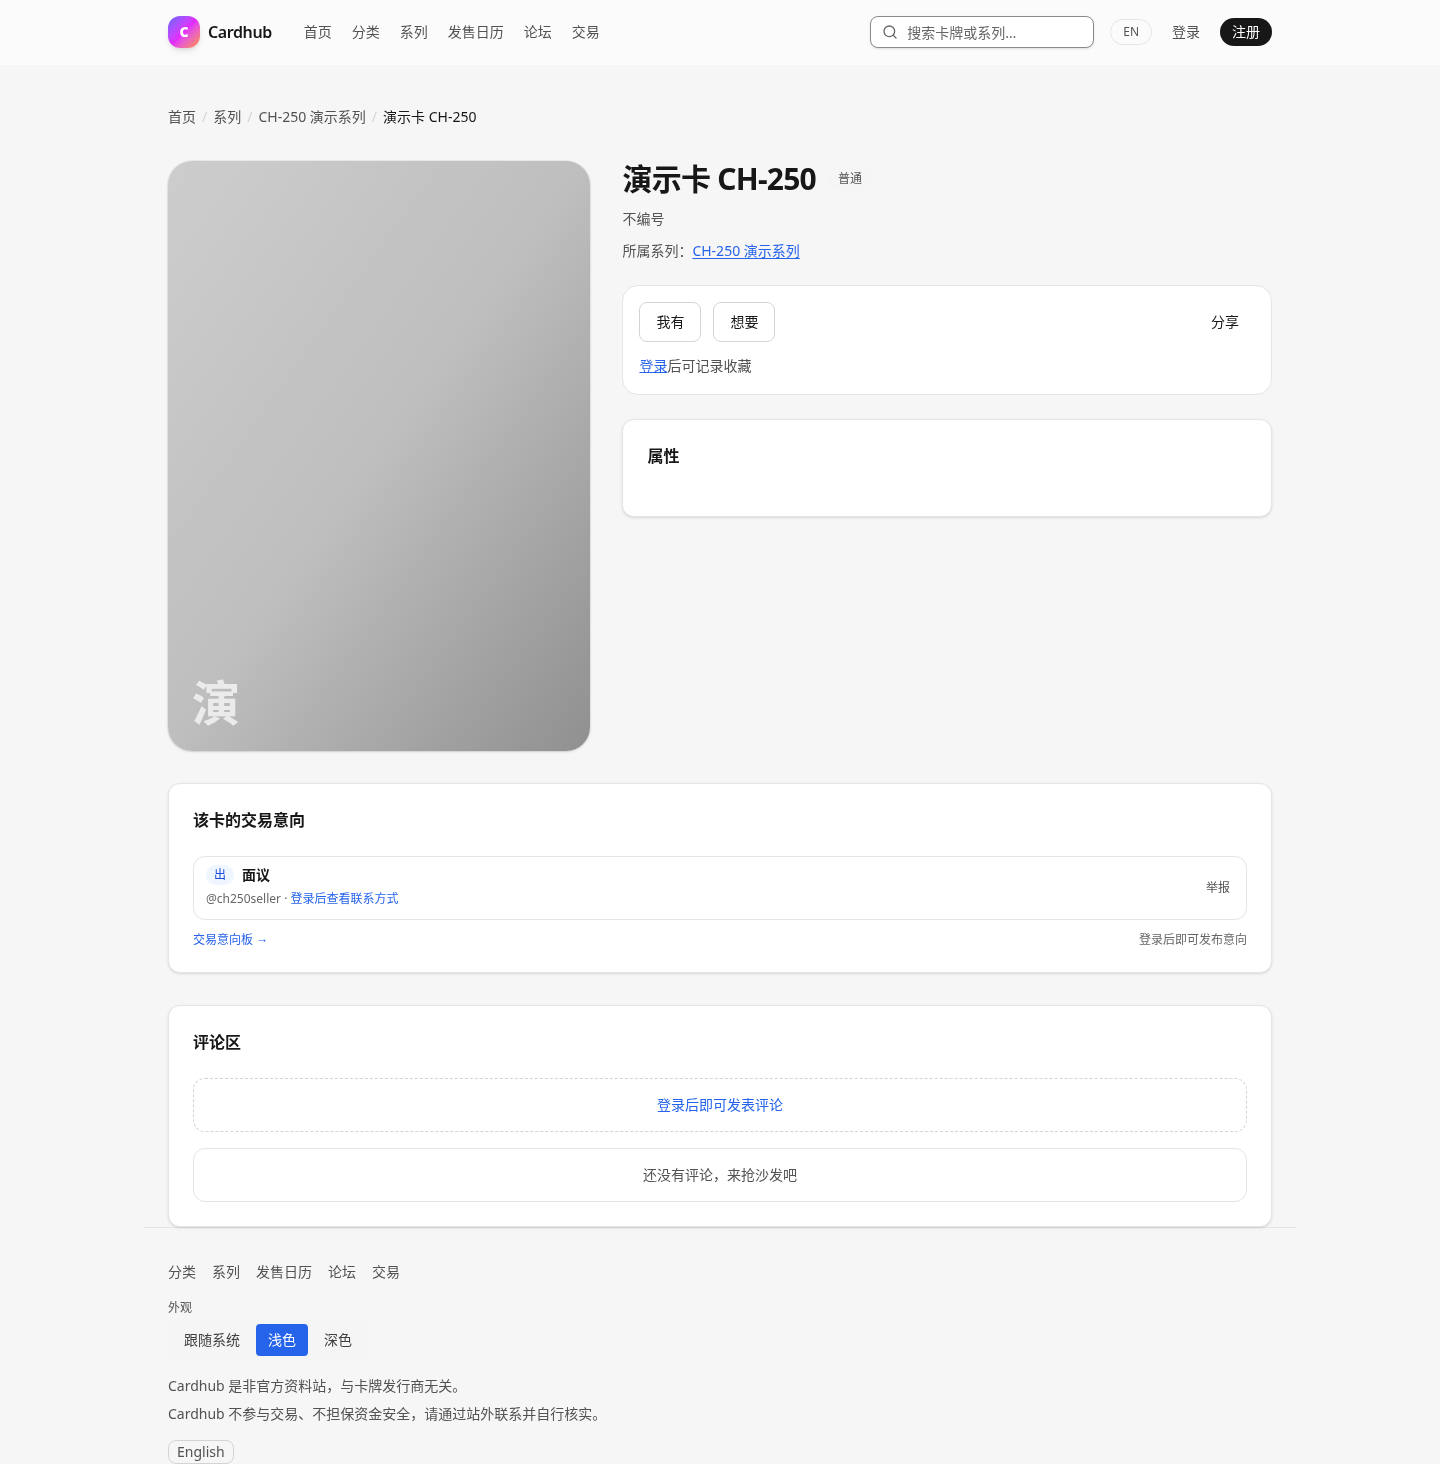 C Cardhub 首页 分类 系列 发售日历 论坛 交易 搜索卡牌或系列... EN 登录 注册
首页 / 系列 / CH-250 演示系列 / 演示卡 CH-250
演示卡 CH-250 普通
不编号
所属系列： CH-250 演示系列
我有 想要 分享
登录后可记录收藏
属性
演
该卡的交易意向
出 面议
@ch250seller · 登录后查看联系方式
举报
交易意向板 → 登录后即可发布意向
评论区
登录后即可发表评论
还没有评论，来抢沙发吧
分类 系列 发售日历 论坛 交易
外观
跟随系统 浅色 深色
Cardhub 是非官方资料站，与卡牌发行商无关。
Cardhub 不参与交易、不担保资金安全，请通过站外联系并自行核实。
English